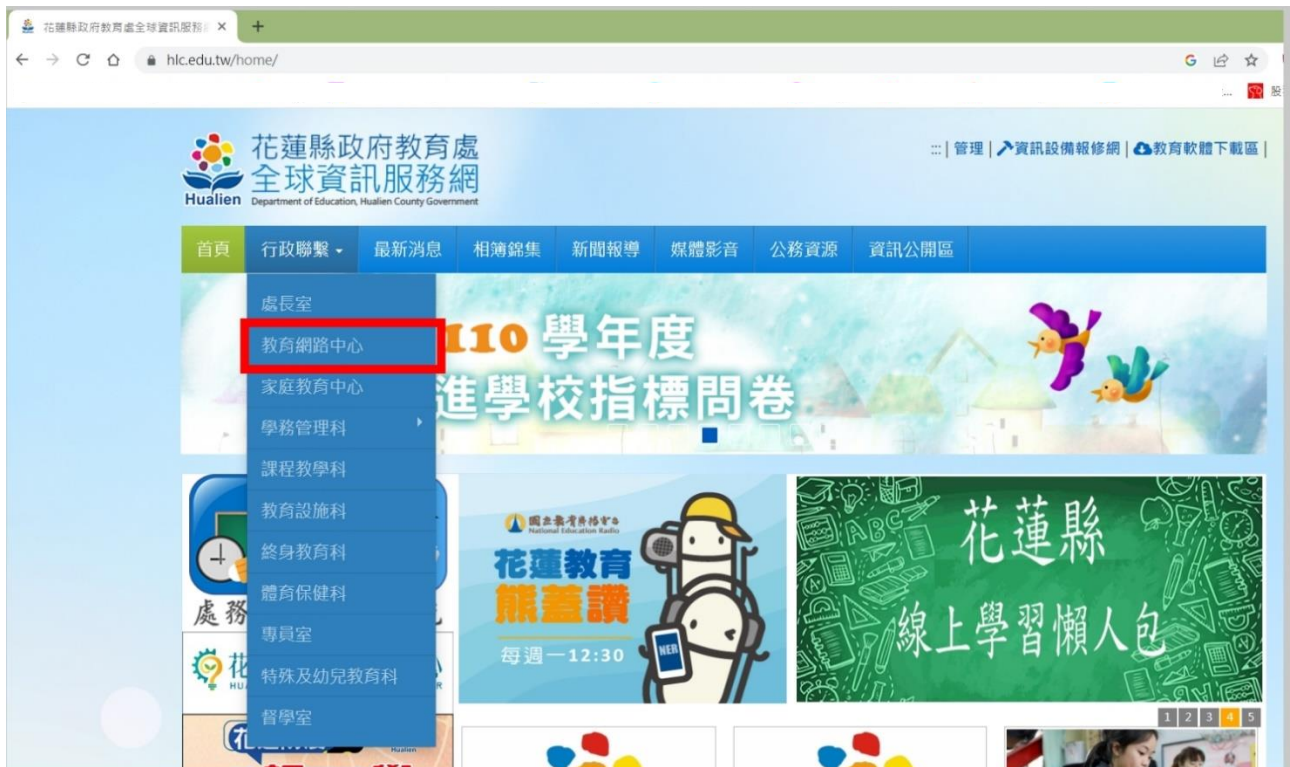 花蓮縣政府教育處全球資訊服務
hlc.edu.tw/home/
股
花蓮縣政府教育處
全球資訊服務網
Hualien
Department of Education, Hualien County Government
:::| 管理 | 資訊設備報修網 | 教育軟體下載區 |
首頁 行政聯繫 最新消息 相簿錦集 新聞報導 媒體影音 公務資源 資訊公開區
處長室
教育網路中心
家庭教育中心
學務管理科
課程教學科
教育設施科
終身教育科
體育保健科
專員室
特殊及幼兒教育科
督學室
110 學年度
進學校指標問卷
處務
花
國立教育廣播電台
National Education Radio
花蓮教育
熊蓋讚
每週一12:30
NER
ABC
花蓮縣
線上學習懶人包
1 2 3 4 5
Hualien